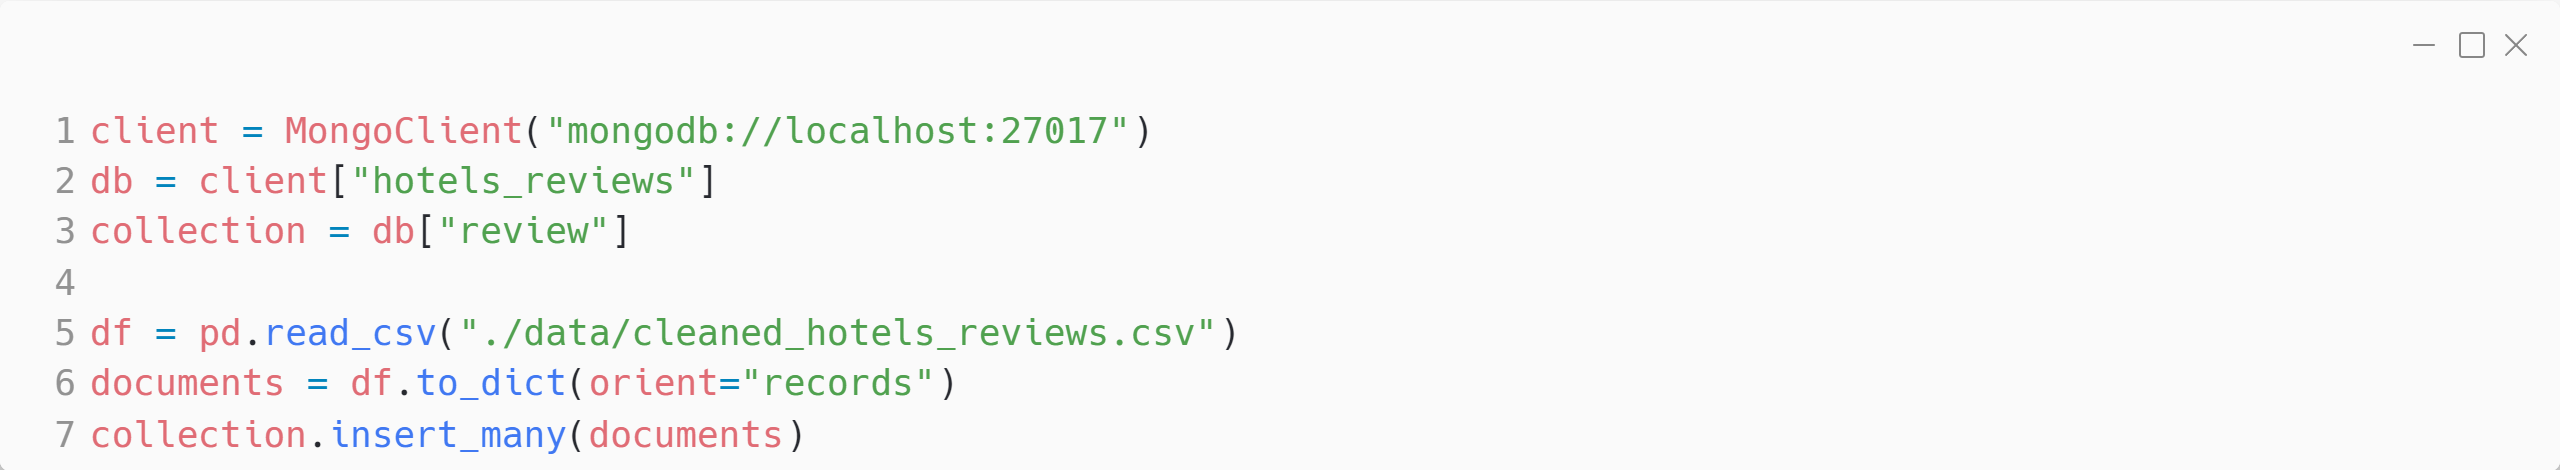 1 client = MongoClient("mongodb://localhost:27017")
2 db = client["hotels_reviews"]
3 collection = db["review"]
4
5 df = pd.read_csv("./data/cleaned_hotels_reviews.csv")
6 documents = df.to_dict(orient="records")
7 collection.insert_many(documents)